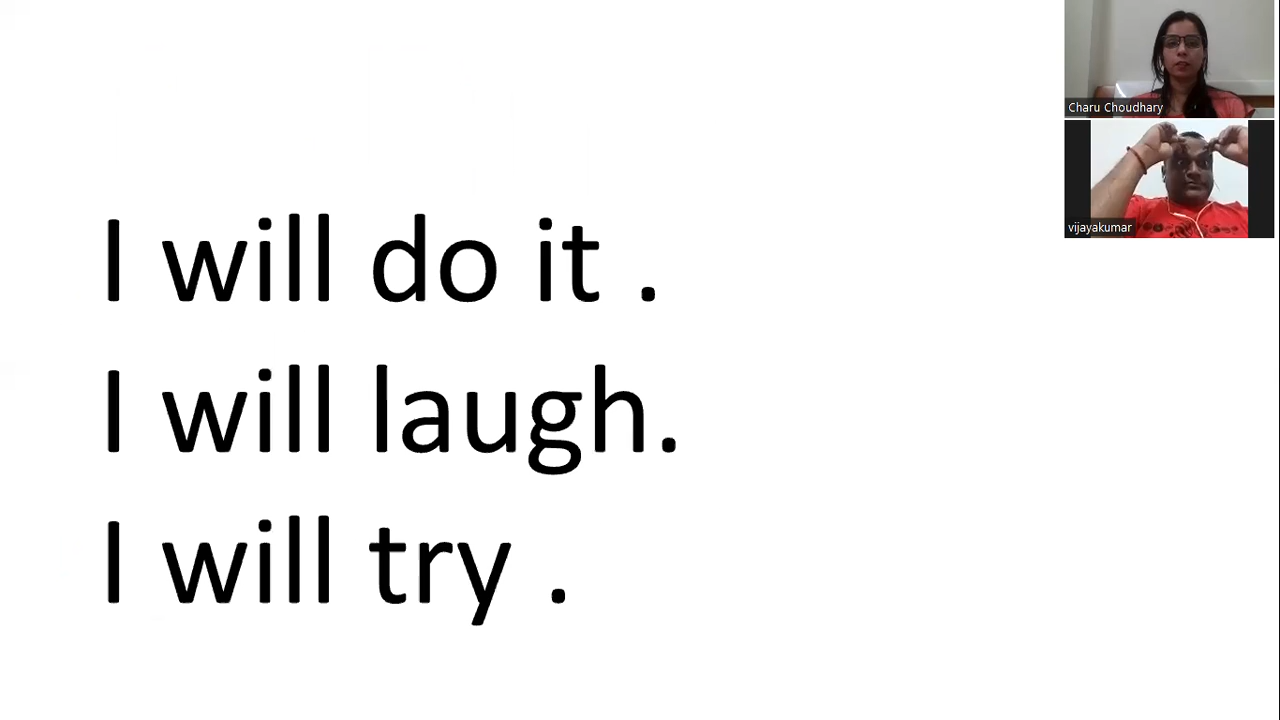 Charu Choudhary
vijayakumar
I will do it .
I will laugh.
I will try .